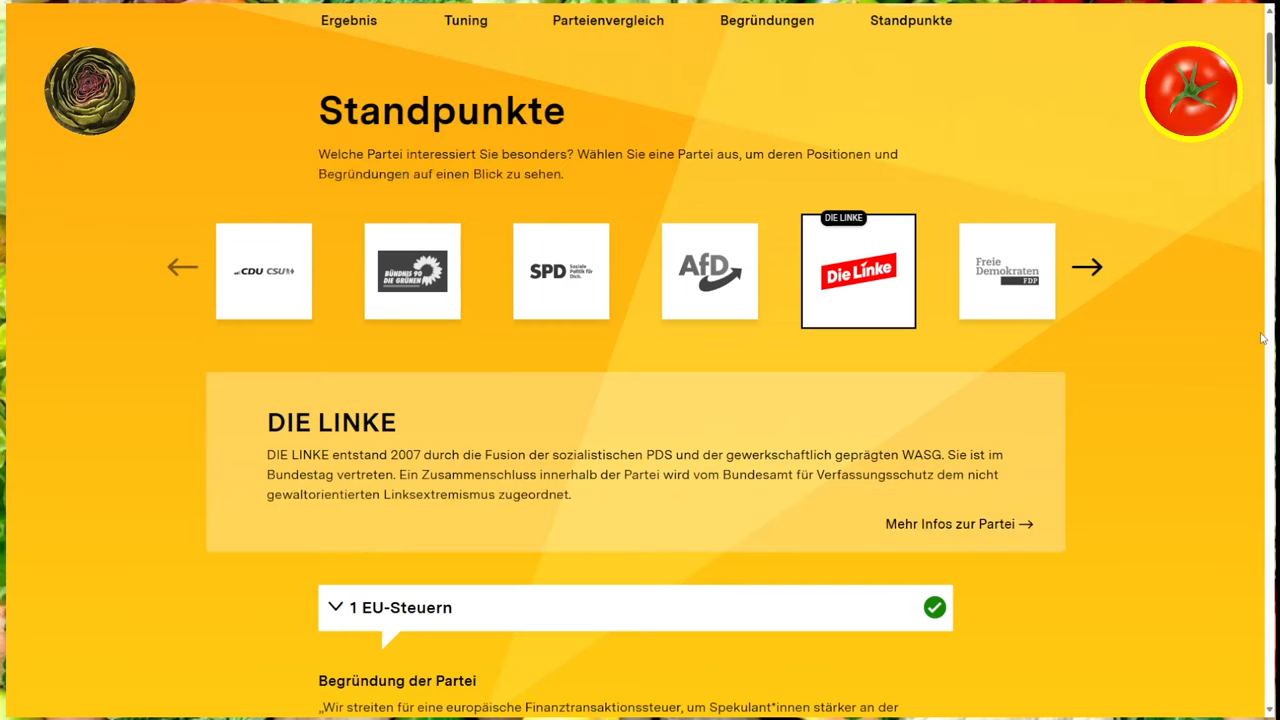 Ergebnis Tuning Parteienvergleich Begründungen Standpunkte
Standpunkte
Welche Partei interessiert Sie besonders? Wählen Sie eine Partei aus, um deren Positionen und
Begründungen auf einen Blick zu sehen.
CDU CSU
BÜNDNIS 90
DIE GRÜNEN
SPD Soziale
Politik für
Dich.
AfD
DIE LINKE
Die Linke
Freie
Demokraten
FDP
DIE LINKE
DIE LINKE entstand 2007 durch die Fusion der sozialistischen PDS und der gewerkschaftlich geprägten WASG. Sie ist im
Bundestag vertreten. Ein Zusammenschluss innerhalb der Partei wird vom Bundesamt für Verfassungsschutz dem nicht
gewaltorientierten Linksextremismus zugeordnet.
Mehr Infos zur Partei →
1 EU-Steuern
Begründung der Partei
„Wir streiten für eine europäische Finanztransaktionssteuer, um Spekulant*innen stärker an der